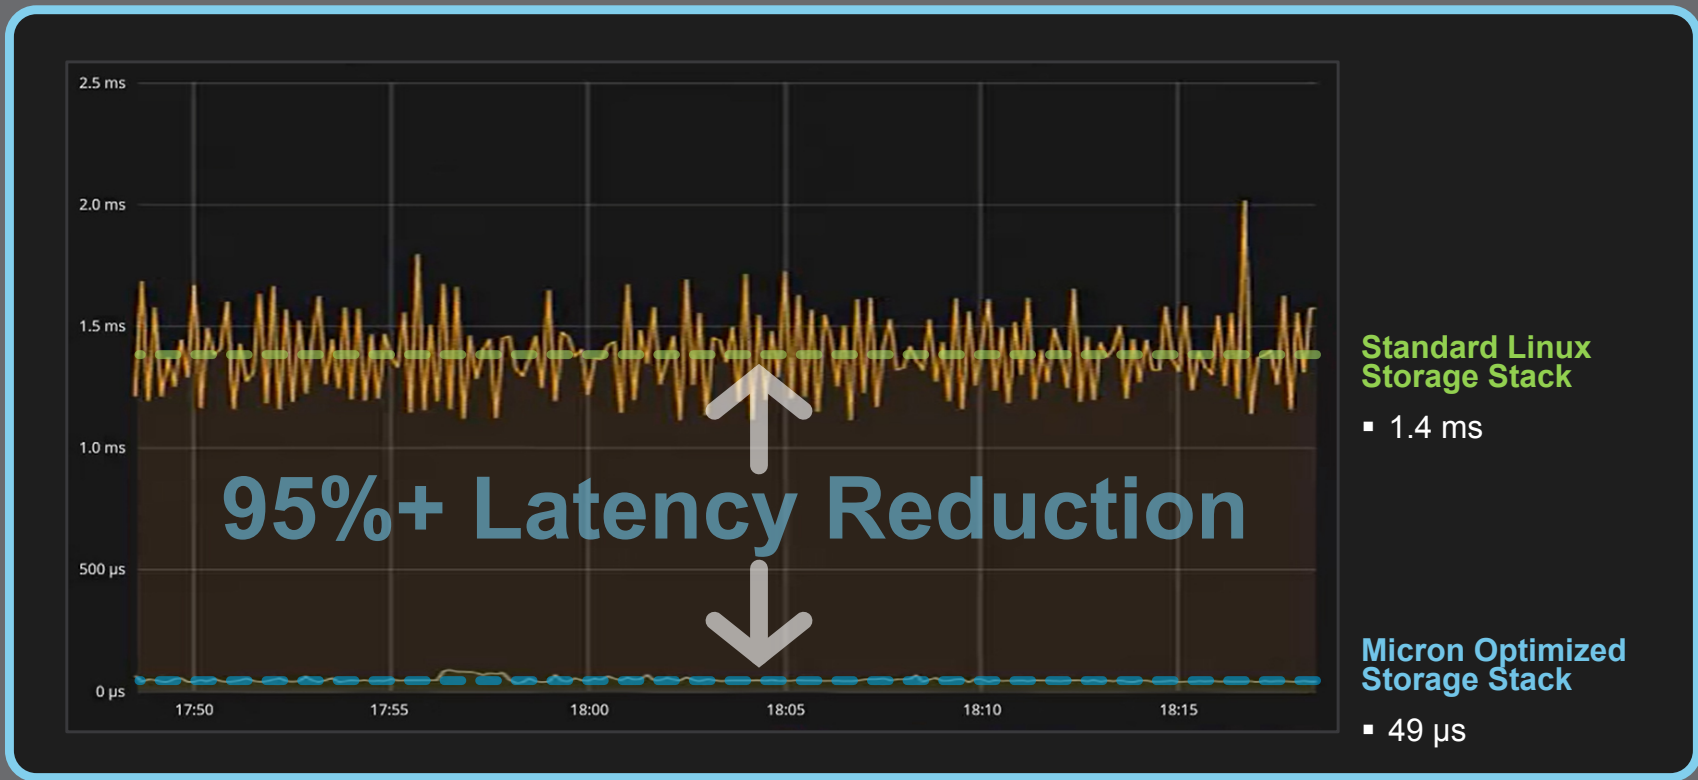 2.5 ms
2.0 ms
1.5 ms
1.0 ms
500 µs
0 µs
17:50
17:55
18:00
18:05
18:10
18:15
95%+ Latency Reduction
Standard Linux
Storage Stack
▪ 1.4 ms
Micron Optimized
Storage Stack
▪ 49 µs